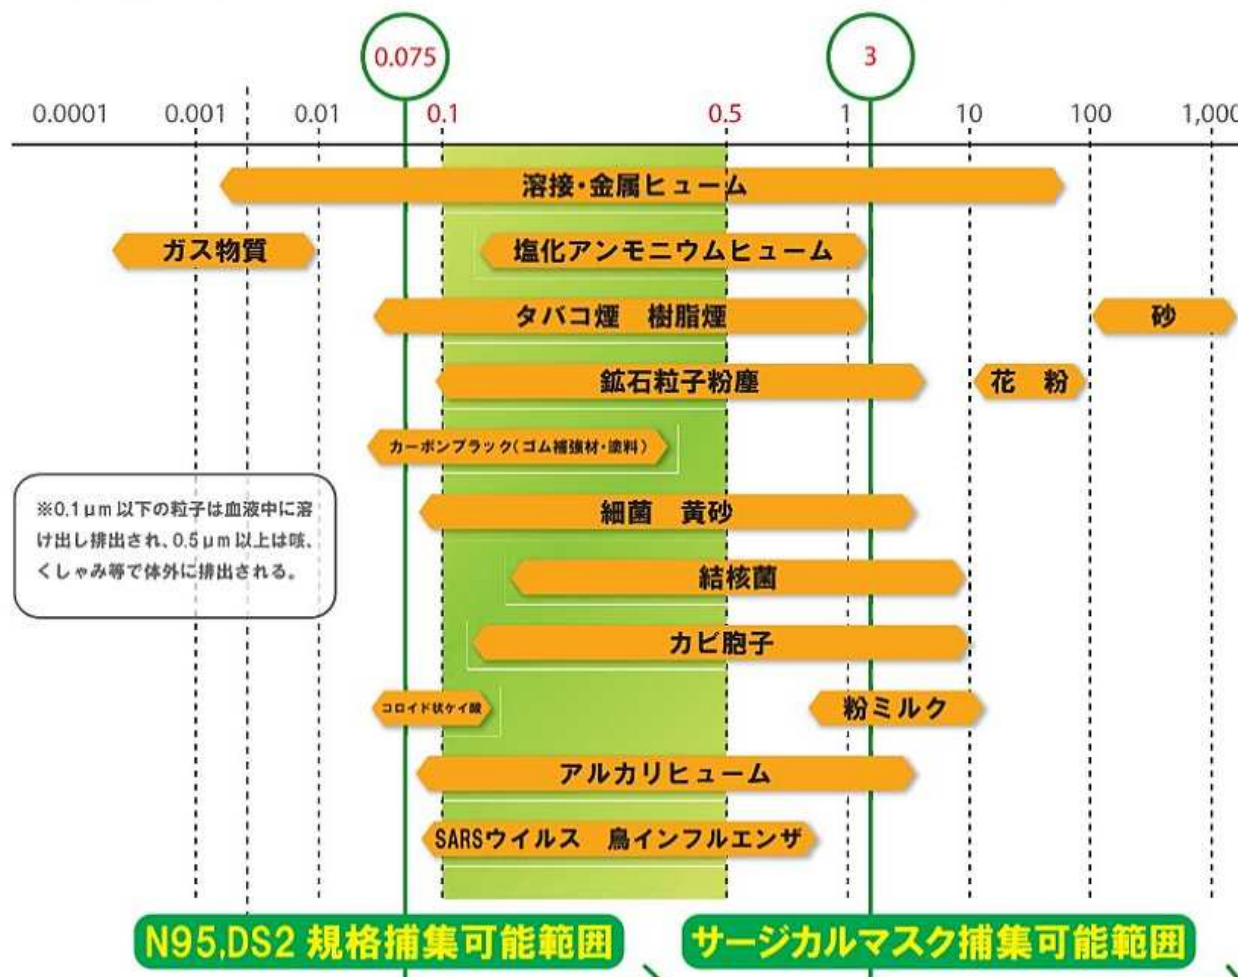 0.075 3
0.0001 0.001 0.01 0.1 0.5 1 10 100 1,000
溶接・金属ヒューム
ガス物質 塩化アンモニウムヒューム
タバコ煙 樹脂煙 砂
鉱石粒子粉塵 花 粉
カーボンブラック(ゴム補強材・塗料)
細菌 黄砂
※0.1μm以下の粒子は血液中に溶
け出し排出され、0.5μm以上は咳、
くしゃみ等で体外に排出される。
結核菌
カビ胞子
コロイド状ケイ酸 粉ミルク
アルカリヒューム
SARSウイルス 鳥インフルエンザ
N95,DS2 規格捕集可能範囲 サージカルマスク捕集可能範囲